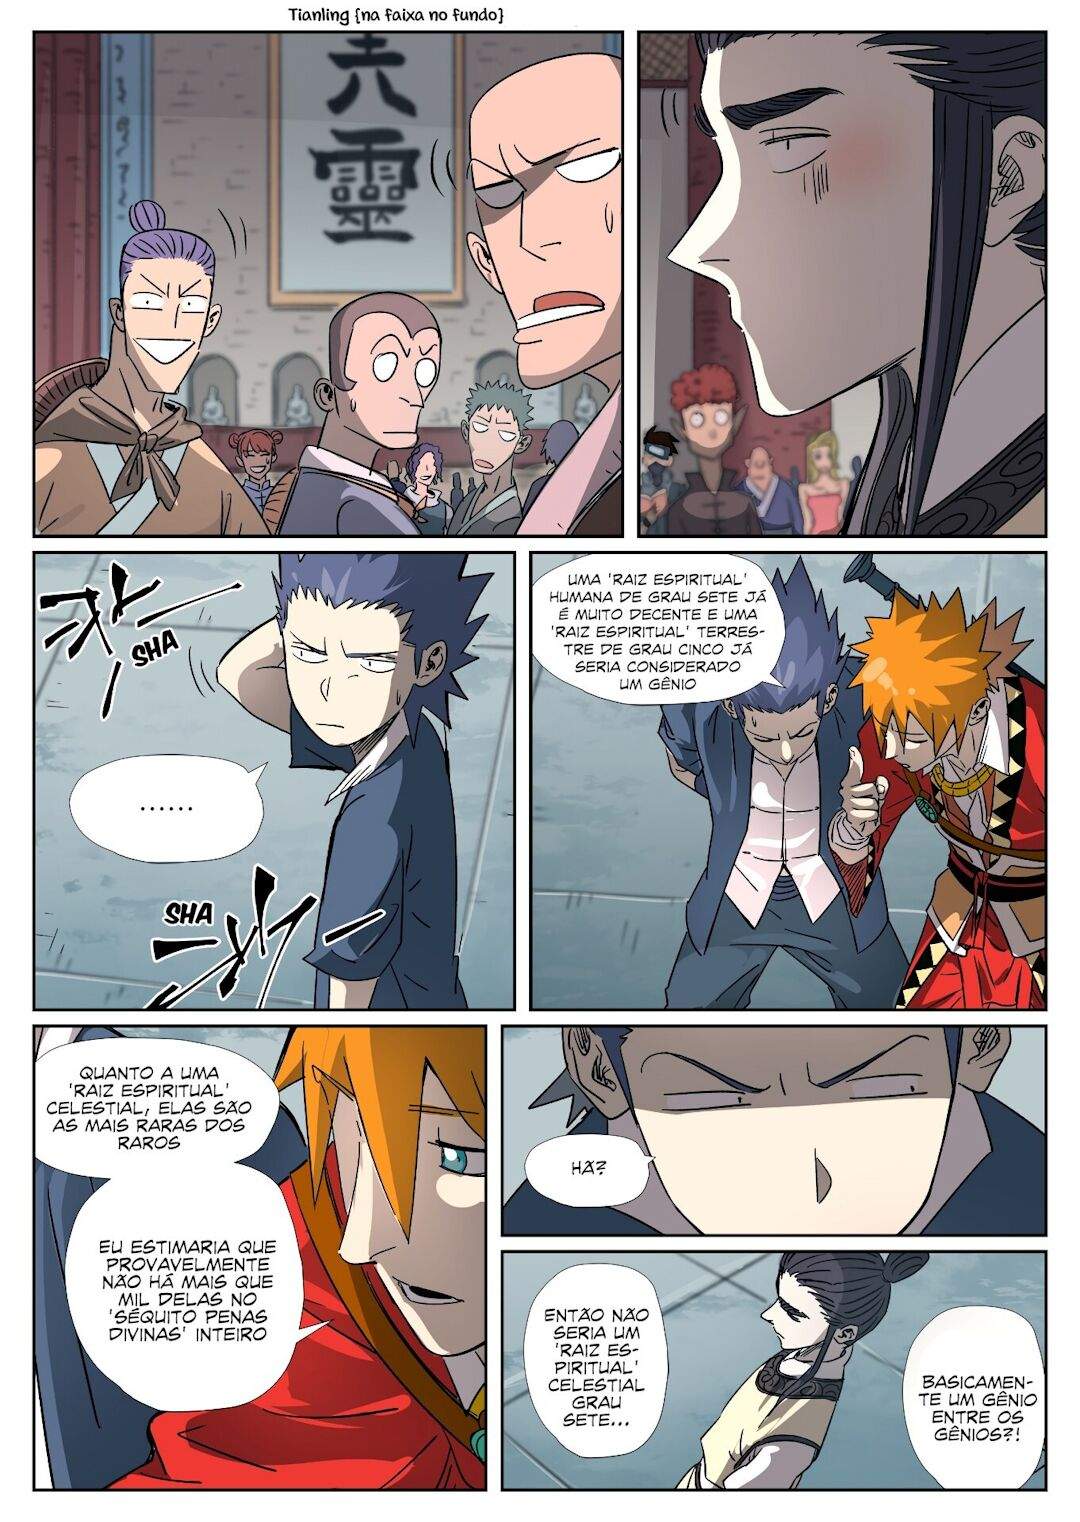 Tianling {na faixa no fundo}
天
靈
SHA
......
SHA
UMA 'RAIZ ESPIRITUAL'
HUMANA DE GRAU SETE JÁ
É MUITO DECENTE E UMA
'RAIZ ESPIRITUAL' TERRES-
TRE DE GRAU CINCO JÁ
SERIA CONSIDERADO
UM GÊNIO
QUANTO A UMA
'RAIZ ESPIRITUAL'
CELESTIAL, ELAS SÃO
AS MAIS RARAS DOS
RAROS
EU ESTIMARIA QUE
PROVAVELMENTE
NÃO HÁ MAIS QUE
MIL DELAS NO
'SÉQUITO PENAS
DIVINAS' INTEIRO
HÃ?
ENTÃO NÃO
SERIA UM
'RAIZ ES-
PIRITUAL'
CELESTIAL
GRAU
SETE...
BASICAMEN-
TE UM GÊNIO
ENTRE OS
GÊNIOS?!